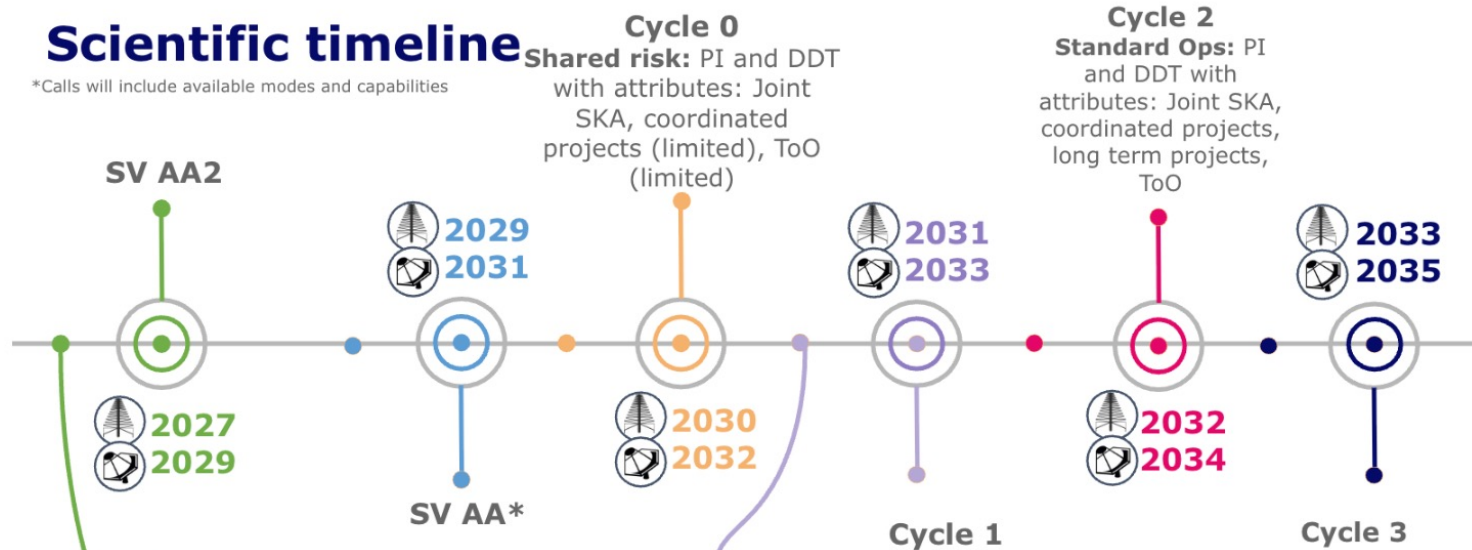 Scientific timeline
*Calls will include available modes and capabilities
SV AA2
2027
2029
2029
2031
SV AA*
Cycle 0
Shared risk: PI and DDT
with attributes: Joint
SKA, coordinated
projects (limited), ToO
(limited)
2030
2032
2031
2033
Cycle 1
Cycle 2
Standard Ops: PI
and DDT with
attributes: Joint SKA,
coordinated projects,
long term projects,
ToO
2032
2034
2033
2035
Cycle 3